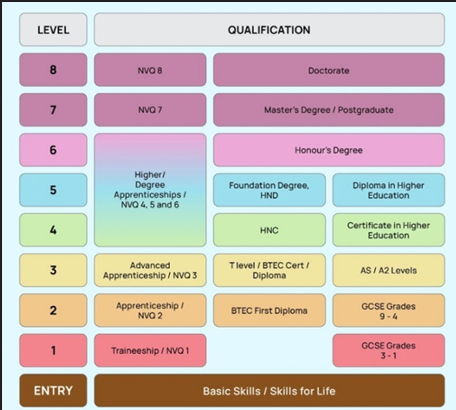 LEVEL QUALIFICATION
8 NVQ 8 Doctorate
7 NVQ 7 Master's Degree / Postgraduate
6 Honour's Degree
Higher/
Degree
Apprenticeships /
NVQ 4, 5 and 6
5 Foundation Degree,
HND
Diploma in Higher
Education
4 HNC
Certificate in Higher
Education
3 Advanced
Apprenticeship / NVQ 3
T level / BTEC Cert /
Diploma
AS / A2 Levels
2 Apprenticeship /
NVQ 2
BTEC First Diploma
GCSE Grades
9 - 4
1 Traineeship / NVQ 1
GCSE Grades
3 - 1
ENTRY Basic Skills / Skills for Life